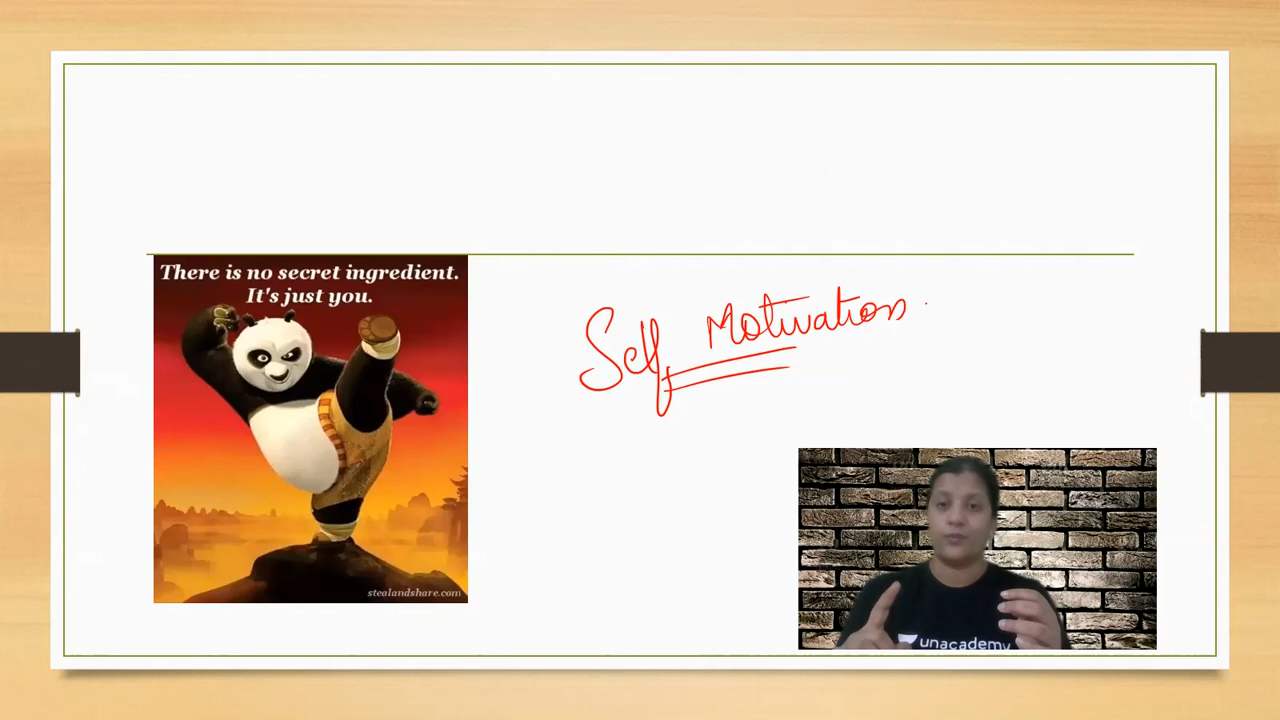 There is no secret ingredient.
It's just you.
Self Motivation
stealandshare.com
unacademy